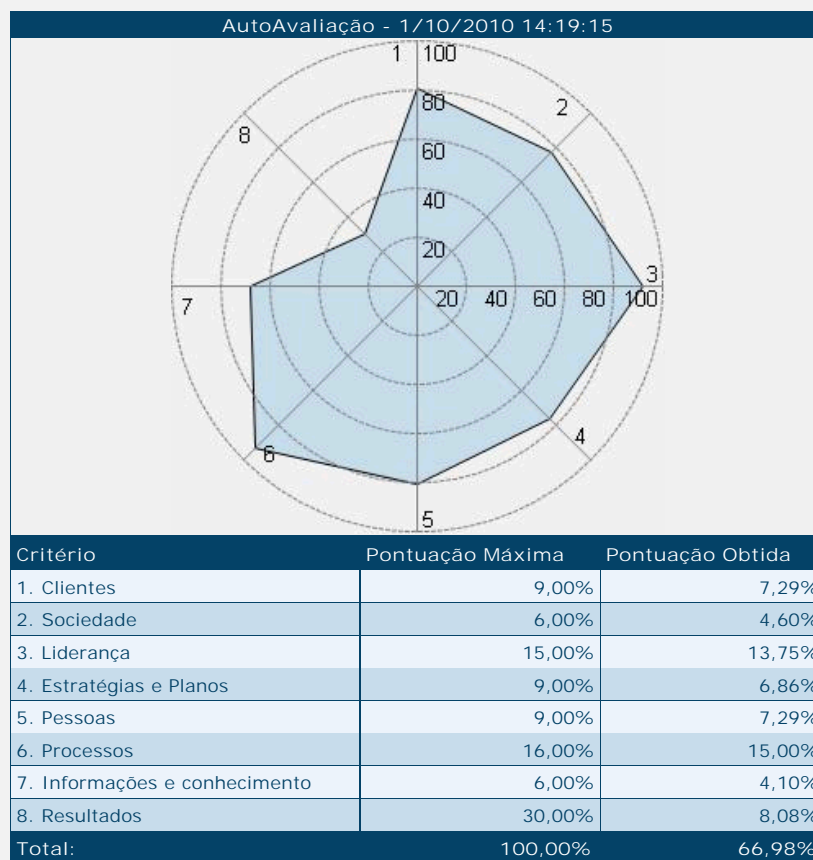 AutoAvaliação - 1/10/2010 14:19:15
1 100
2
8
80
60
40
20
3
20 40 60 80 100
7
4
6
5
Critério Pontuação Máxima Pontuação Obtida
1. Clientes 9,00% 7,29%
2. Sociedade 6,00% 4,60%
3. Liderança 15,00% 13,75%
4. Estratégias e Planos 9,00% 6,86%
5. Pessoas 9,00% 7,29%
6. Processos 16,00% 15,00%
7. Informações e conhecimento 6,00% 4,10%
8. Resultados 30,00% 8,08%
Total: 100,00% 66,98%